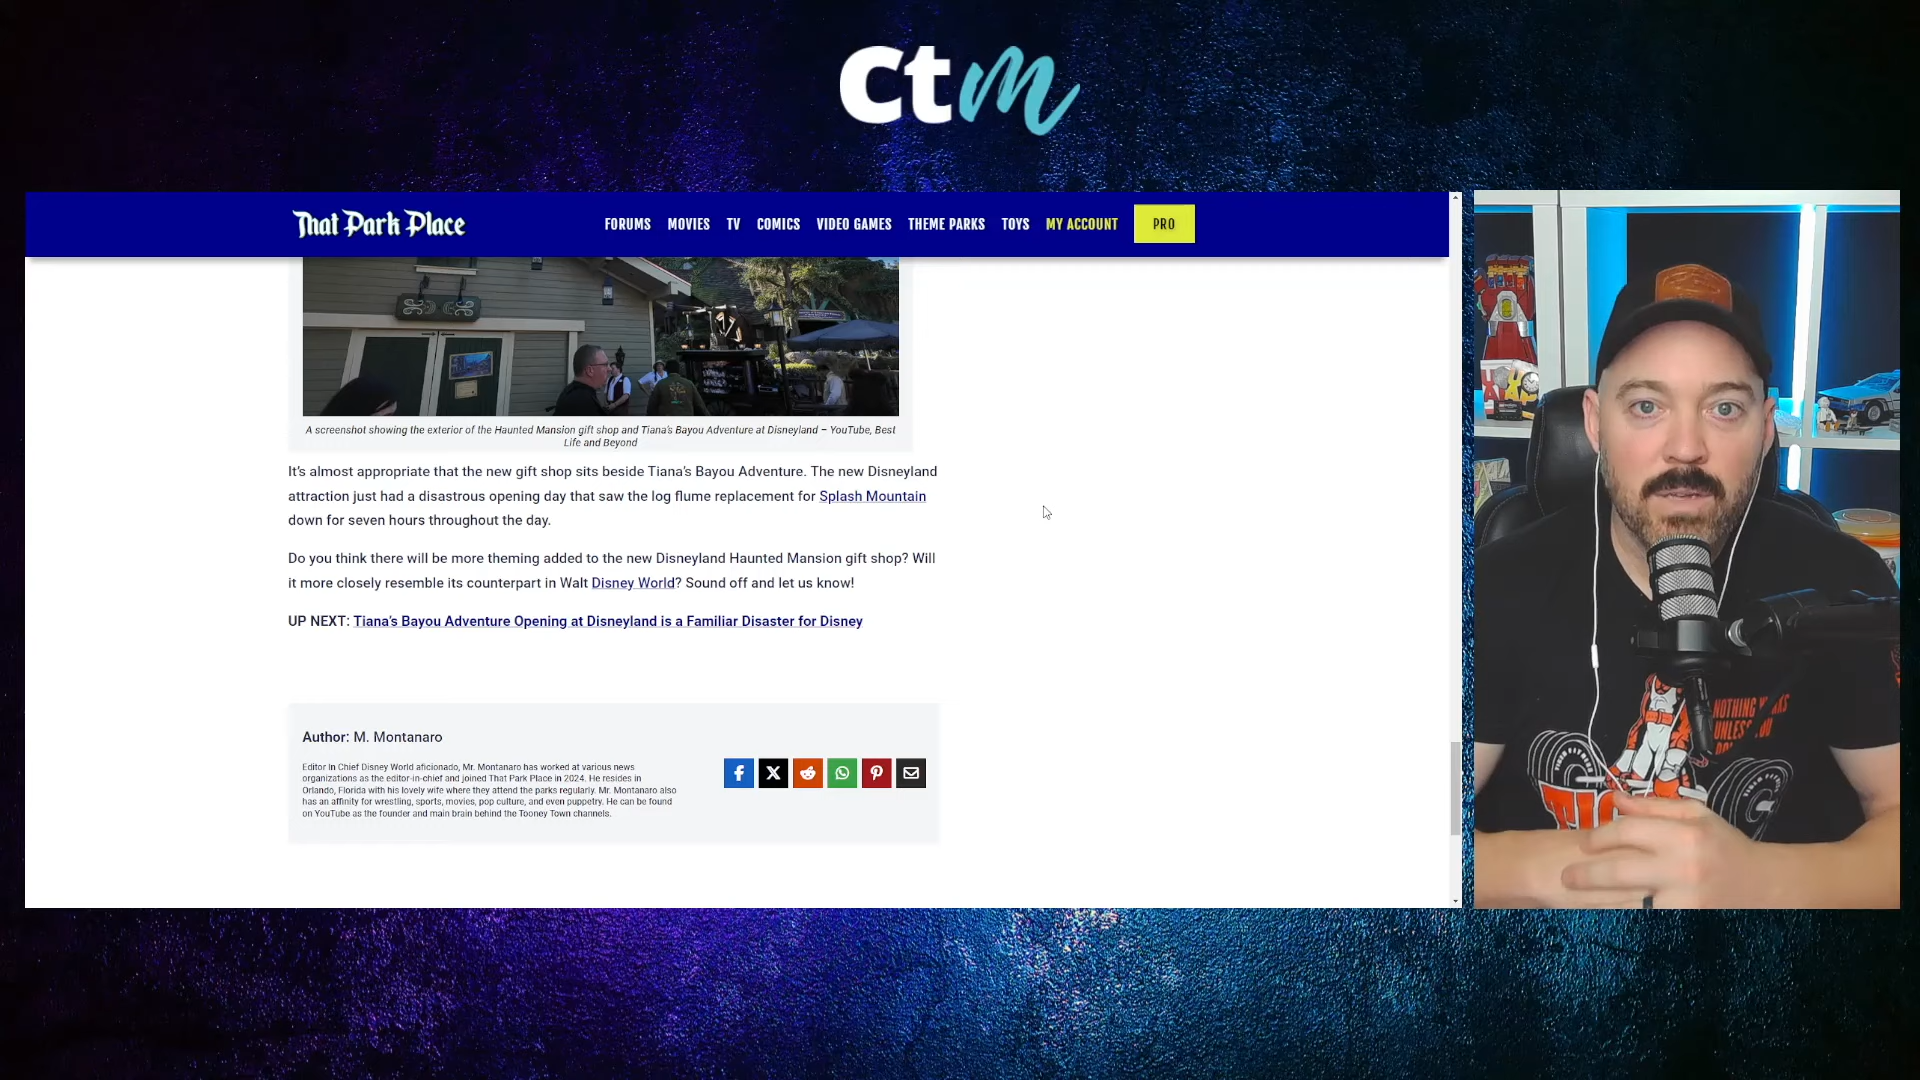 Ctm
That Park Place
FORUMS MOVIES TV COMICS VIDEO GAMES THEME PARKS TOYS MY ACCOUNT PRO
A screenshot showing the exterior of the Haunted Mansion gift shop and Tiana's Bayou Adventure at Disneyland – YouTube, Best
Life and Beyond
It's almost appropriate that the new gift shop sits beside Tiana's Bayou Adventure. The new Disneyland
attraction just had a disastrous opening day that saw the log flume replacement for Splash Mountain
down for seven hours throughout the day.
Do you think there will be more theming added to the new Disneyland Haunted Mansion gift shop? Will
it more closely resemble its counterpart in Walt Disney World? Sound off and let us know!
UP NEXT: Tiana's Bayou Adventure Opening at Disneyland is a Familiar Disaster for Disney
Author: M. Montanaro
Editor In Chief Disney World aficionado, Mr. Montanaro has worked at various news
organizations as the editor-in-chief and joined That Park Place in 2024. He resides in
Orlando, Florida with his lovely wife where they attend the parks regularly. Mr. Montanaro also
has an affinity for wrestling, sports, movies, pop culture, and even puppetry. He can be found
on YouTube as the founder and main brain behind the Tooney Town channels.
NOTHING
UNLESS